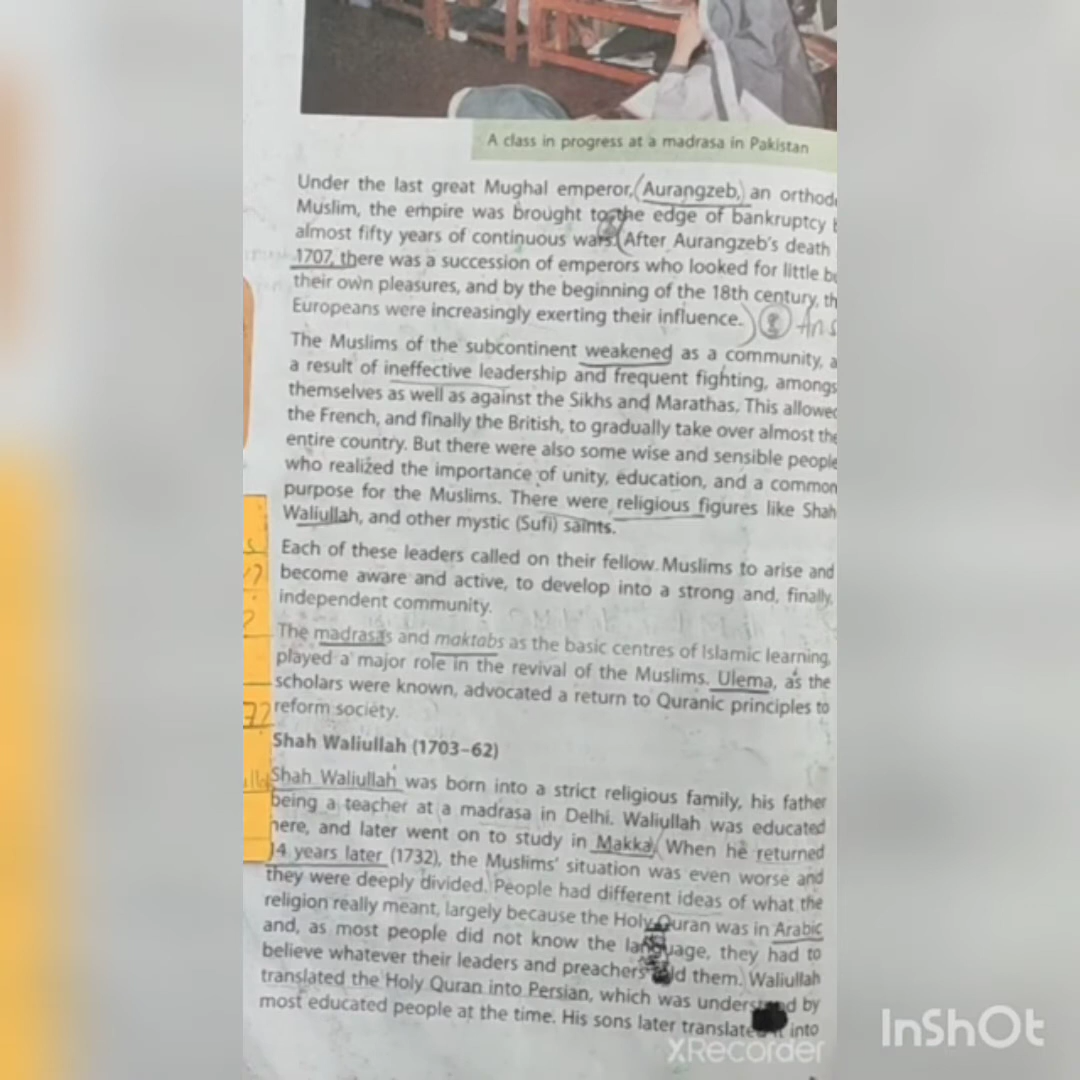 A class in progress at a madrasa in Pakistan
Under the last great Mughal emperor, Aurangzeb, an
Muslim, the empire was brought to the edge of bankruptcy
almost fifty years of continuous wars. After Aurangzeb's death
1707, there was a succession of emperors who looked for little
their own pleasures, and by the beginning of the 18th century,
Europeans were increasingly exerting their influence. Ans
The Muslims of the subcontinent weakened as a community,
a result of ineffective leadership and frequent fighting,
themselves as well as against the Sikhs and Marathas. This
the French, and finally the British, to gradually take over almost the
entire country. But there were also some wise and sensible people
who realized the importance of unity, education, and a common
purpose for the Muslims. There were religious figures like Shah
Waliullah, and other mystic (Sufi) saints.
Each of these leaders called on their fellow Muslims to arise and
become aware and active, to develop into a strong and, finally,
independent community.
The madrasas and maktabs as the basic centres of Islamic learning,
played a major role in the revival of the Muslims. Ulema, as the
scholars were known, advocated a return to Quranic principles to
reform society.
Shah Waliullah (1703–62)
Shah Waliullah was born into a strict religious family, his father
being a teacher at a madrasa in Delhi. Waliullah was educated
here, and later went on to study in Makka. When he returned
14 years later (1732), the Muslims' situation was even worse and
they were deeply divided. People had different ideas of what the
religion really meant, largely because the Holy Quran was in Arabic
and, as most people did not know the language, they had to
believe whatever their leaders and preachers them. Waliullah
translated the Holy Quran into Persian, which was by
most educated people at the time. His sons later into
XRecorder
InShOt